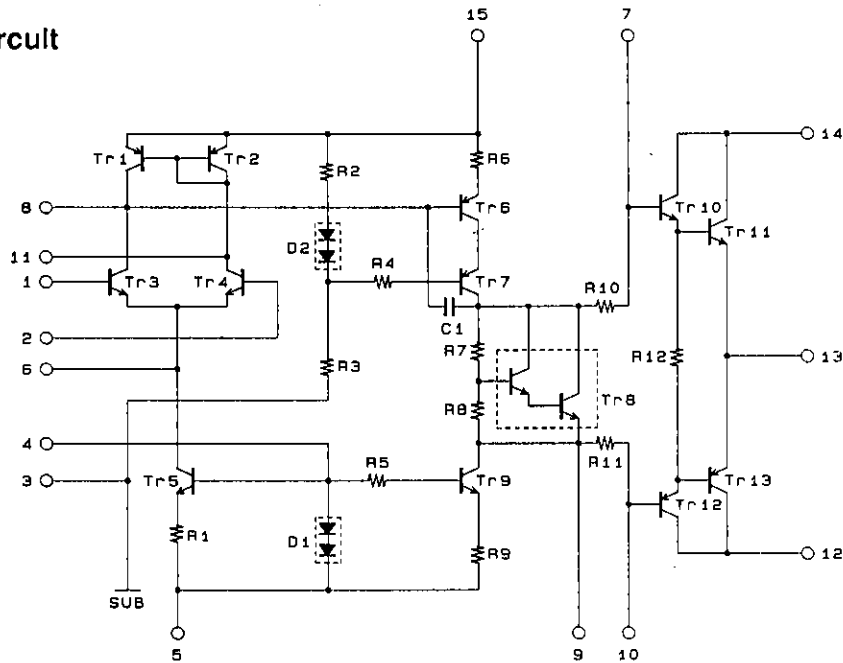 rcuit
15
7
14
Tr1
Tr2
R2
R6
8
Tr6
Tr10
Tr11
11
D2
R4
1
Tr3
Tr4
Tr7
R10
C1
2
R7
R12
13
6
R3
R8
Tr8
4
R11
3
Tr5
R5
Tr9
Tr13
Tr12
R1
D1
R9
12
SUB
5
9
10